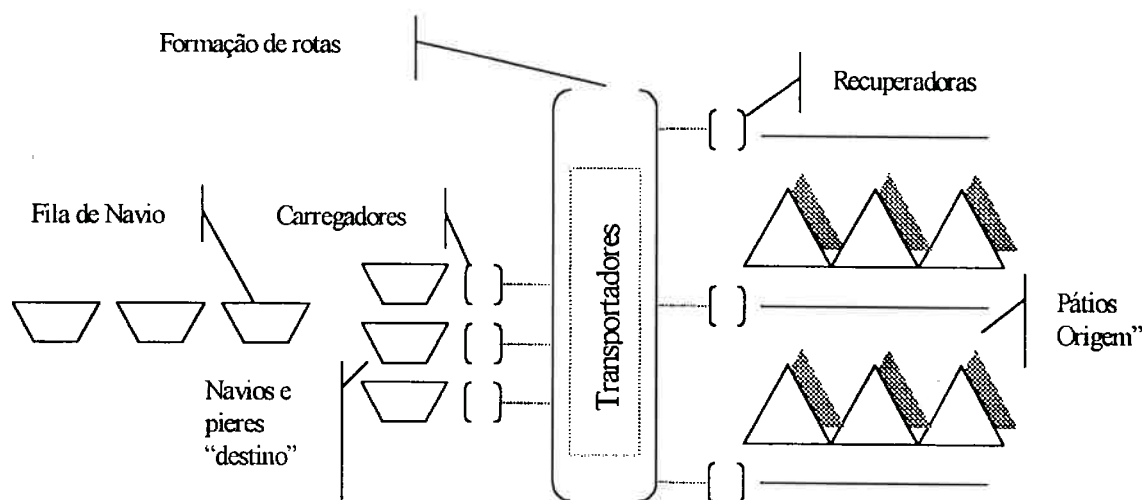 Formação de rotas
Recuperadoras
Fila de Navio
Carregadores
Transportadores
Pátios
Origem”
Navios e
pieres
“destino”